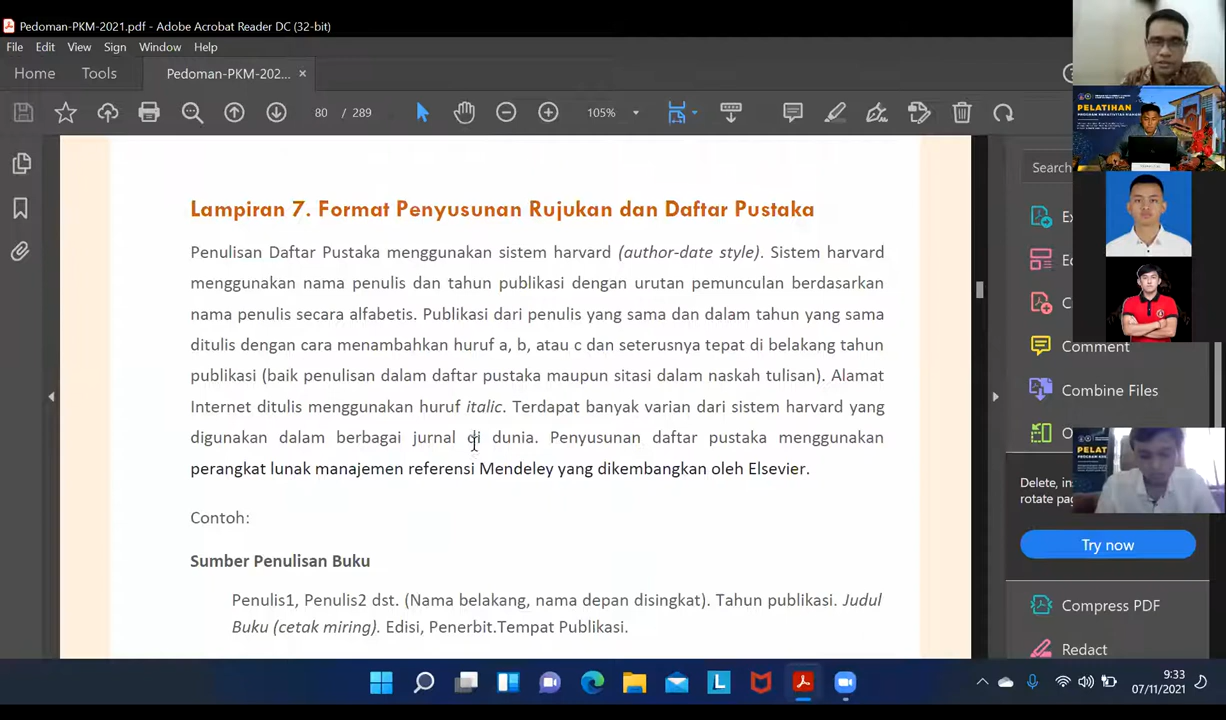 Pedoman-PKM-2021.pdf - Adobe Acrobat Reader DC (32-bit)
File Edit View Sign Window Help
Home Tools Pedoman-PKM-202... ×
80 / 289 105%
Search
PELATIHAN
Lampiran 7. Format Penyusunan Rujukan dan Daftar Pustaka
Penulisan Daftar Pustaka menggunakan sistem harvard (author-date style). Sistem harvard
menggunakan nama penulis dan tahun publikasi dengan urutan pemunculan berdasarkan
nama penulis secara alfabetis. Publikasi dari penulis yang sama dan dalam tahun yang sama
ditulis dengan cara menambahkan huruf a, b, atau c dan seterusnya tepat di belakang tahun
publikasi (baik penulisan dalam daftar pustaka maupun sitasi dalam naskah tulisan). Alamat
Internet ditulis menggunakan huruf italic. Terdapat banyak varian dari sistem harvard yang
digunakan dalam berbagai jurnal di dunia. Penyusunan daftar pustaka menggunakan
perangkat lunak manajemen referensi Mendeley yang dikembangkan oleh Elsevier.
Contoh:
Sumber Penulisan Buku
Penulis1, Penulis2 dst. (Nama belakang, nama depan disingkat). Tahun publikasi. Judul
Buku (cetak miring). Edisi, Penerbit.Tempat Publikasi.
Comment
Combine Files
Delete, in
rotate pag
Try now
Compress PDF
Redact
9:33
07/11/2021